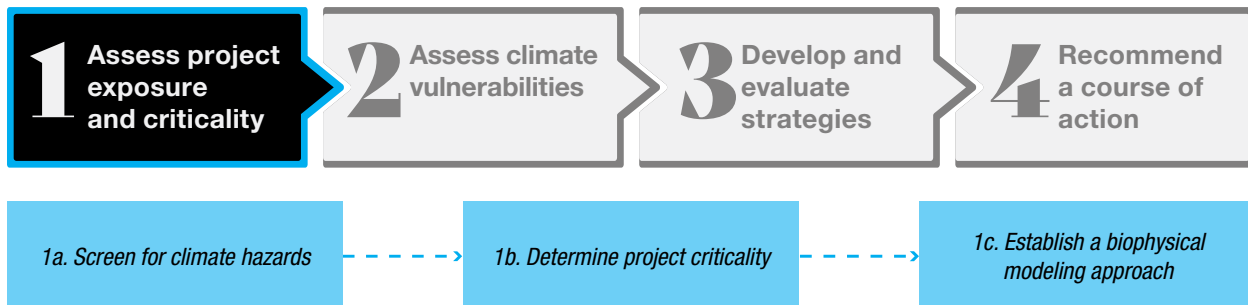 1 Assess project
exposure
and criticality
2 Assess climate
vulnerabilities
3 Develop and
evaluate
strategies
4 Recommend
a course of
action
1a. Screen for climate hazards
1b. Determine project criticality
1c. Establish a biophysical
modeling approach